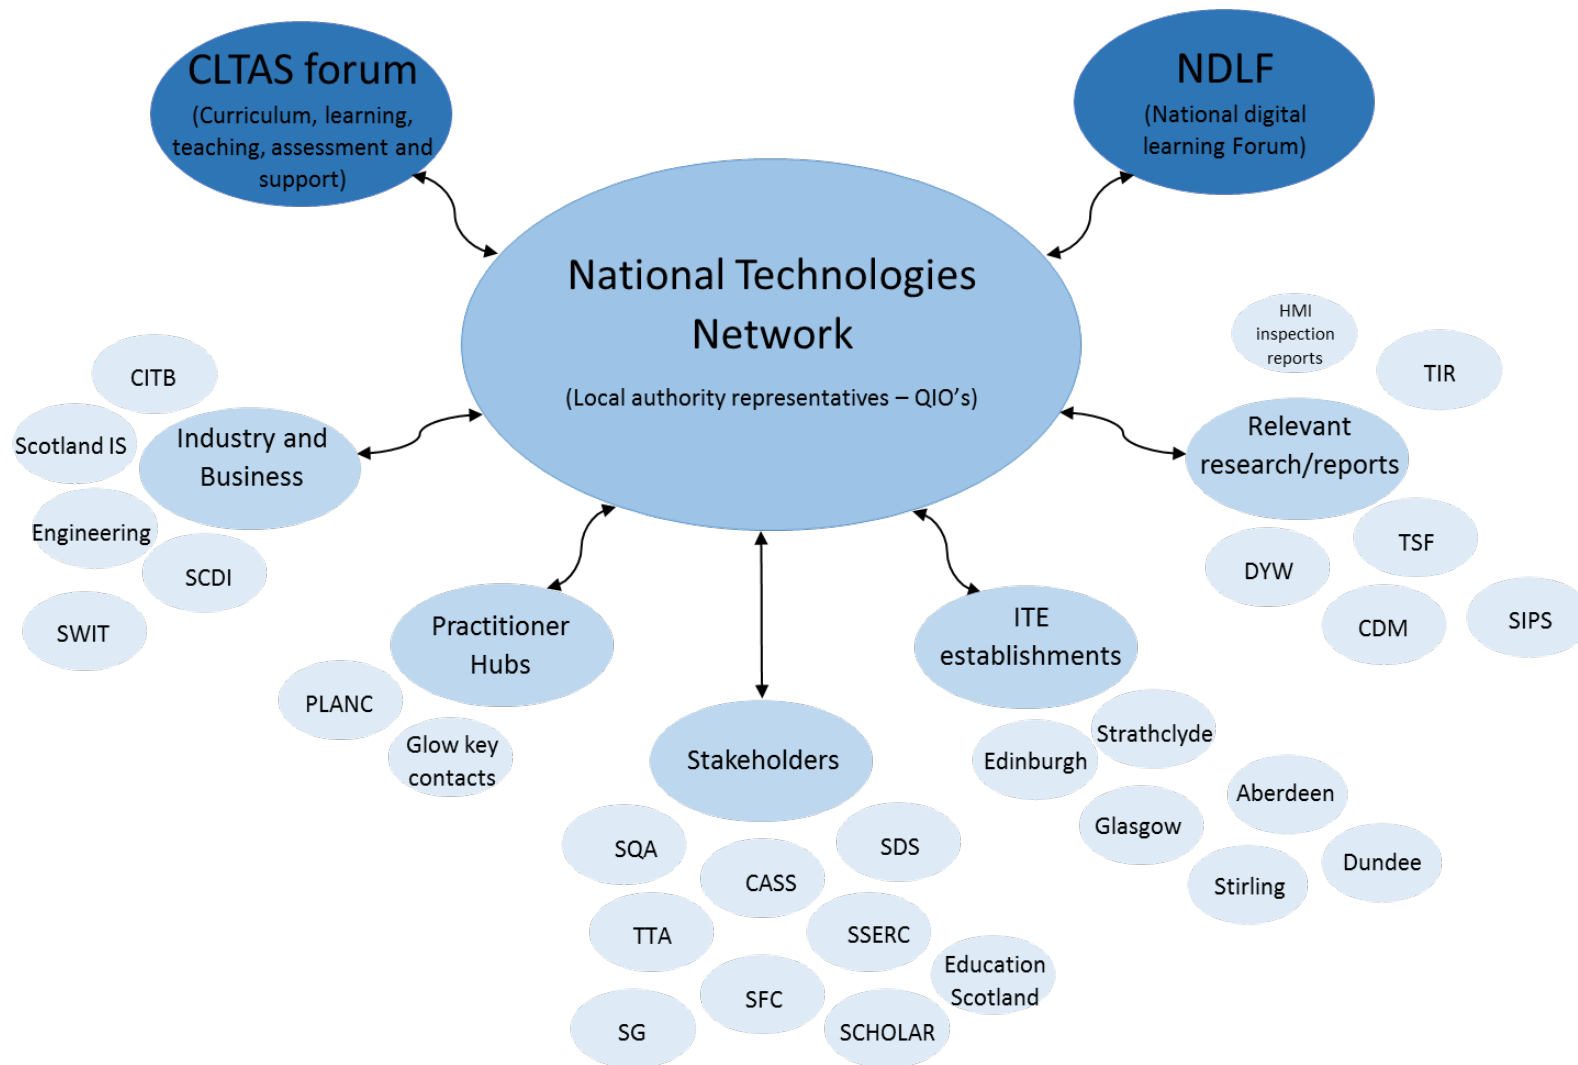 CLTAS forum
(Curriculum, learning,
teaching, assessment and
support)
NDLF
(National digital
learning Forum)
National Technologies
Network
(Local authority representatives – QIO’s)
CITB
Scotland IS
Industry and
Business
Engineering
SCDI
SWIT
HMI
inspection
reports
TIR
Relevant
research/reports
TSF
DYW
CDM
SIPS
Practitioner
Hubs
PLANC
Glow key
contacts
Stakeholders
SQA
CASS
SDS
TTA
SSERC
Education
Scotland
SFC
SG
SCHOLAR
ITE
establishments
Strathclyde
Edinburgh
Aberdeen
Glasgow
Dundee
Stirling